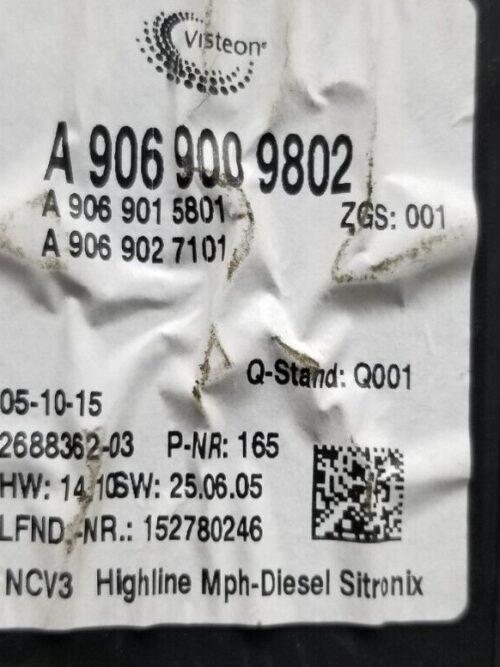 Visteon®
A 906 900 9802
A 906 901 5801 ZGS: 001
A 906 902 7101
Q-Stand: Q001
05-10-15
2688362-03 P-NR: 165
HW: 14.10 SW: 25.06.05
LFND.-NR.: 152780246
NCV3 Highline Mph-Diesel Sitronix